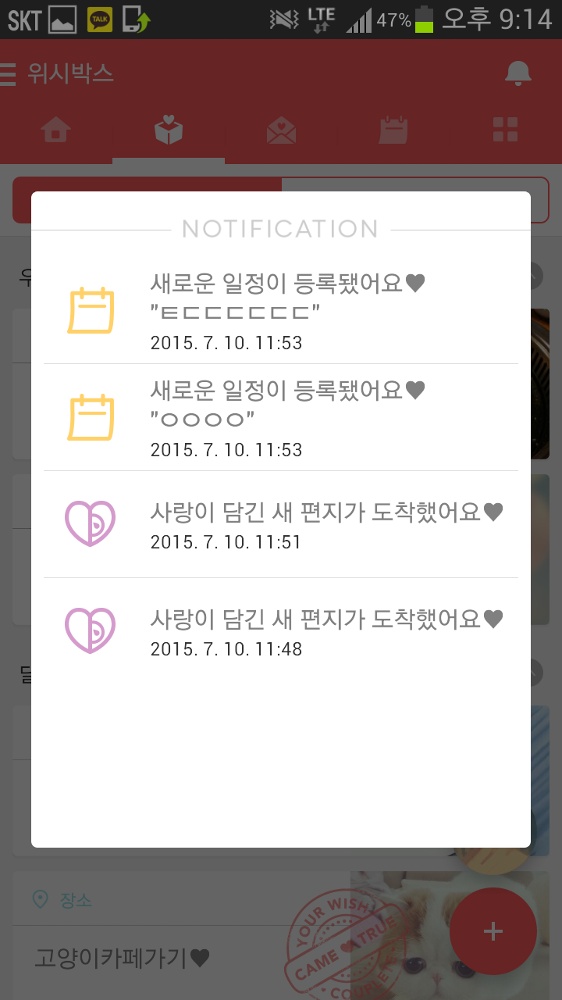 SKT TALK LTE 47% 오후 9:14
위시박스
NOTIFICATION
새로운 일정이 등록됐어요♥
"ㅌㄷㄷㄷㄷㄷㄷ"
2015. 7. 10. 11:53
새로운 일정이 등록됐어요♥
"ㅇㅇㅇㅇ"
2015. 7. 10. 11:53
사랑이 담긴 새 편지가 도착했어요♥
2015. 7. 10. 11:51
사랑이 담긴 새 편지가 도착했어요♥
2015. 7. 10. 11:48
장소
고양이카페가기♥
YOUR WISH
CAME ♥ TRUE
COUPLE
+